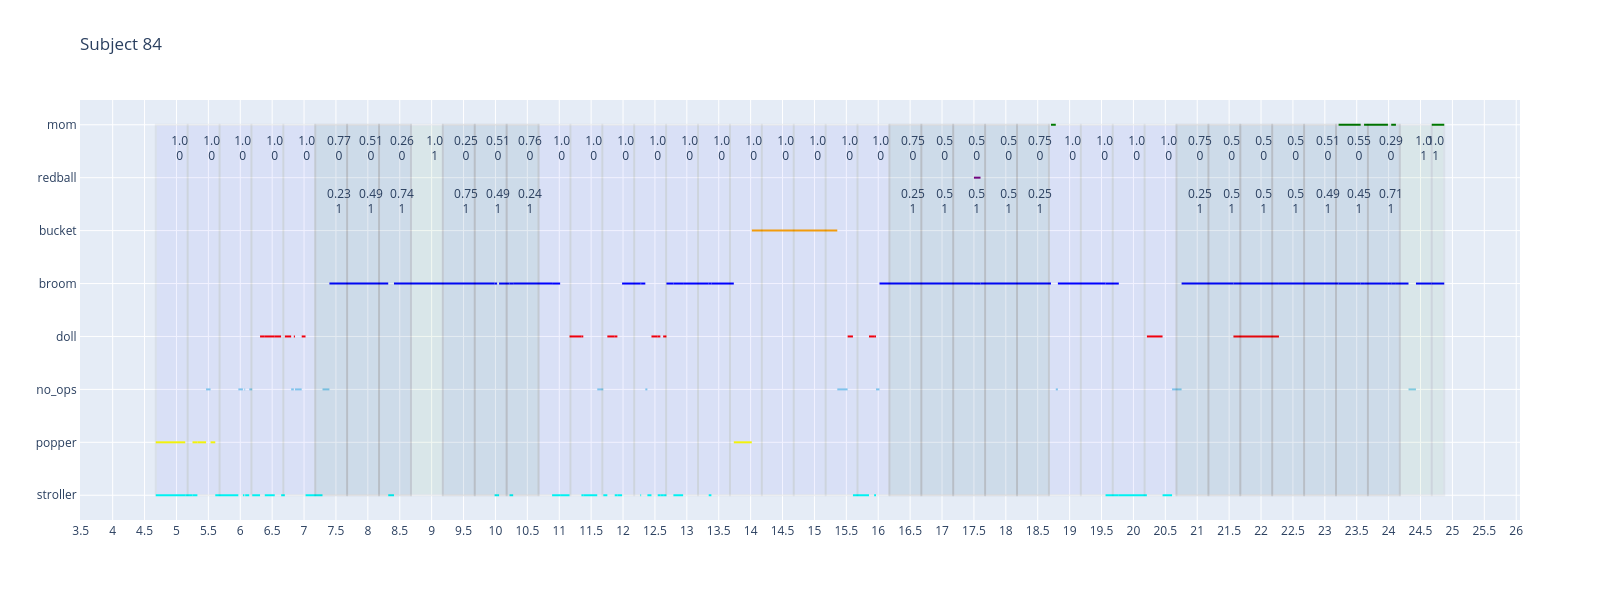 Subject 84
mom
redball
bucket
broom
doll
no_ops
popper
stroller
1.0 1.0 1.0 1.0 1.0 0.77 0.51 0.26 1.0 0.25 0.51 0.76 1.0 1.0 1.0 1.0 1.0 1.0 1.0 1.0 1.0 1.0 1.0 0.75 0.5 0.5 0.5 0.75 1.0 1.0 1.0 1.0 0.75 0.5 0.5 0.5 0.51 0.55 0.29 1.0 1.0
0 0 0 0 0 0 0 0 1 0 0 0 0 0 0 0 0 0 0 0 0 0 0 0 0 0 0 0 0 0 0 0 0 0 0 0 0 0 0 1 1
0.23 0.49 0.74 0.75 0.49 0.24 0.25 0.5 0.5 0.5 0.25 0.25 0.5 0.5 0.5 0.49 0.45 0.71
1 1 1 1 1 1 1 1 1 1 1 1 1 1 1 1 1 1
3.5 4 4.5 5 5.5 6 6.5 7 7.5 8 8.5 9 9.5 10 10.5 11 11.5 12 12.5 13 13.5 14 14.5 15 15.5 16 16.5 17 17.5 18 18.5 19 19.5 20 20.5 21 21.5 22 22.5 23 23.5 24 24.5 25 25.5 26